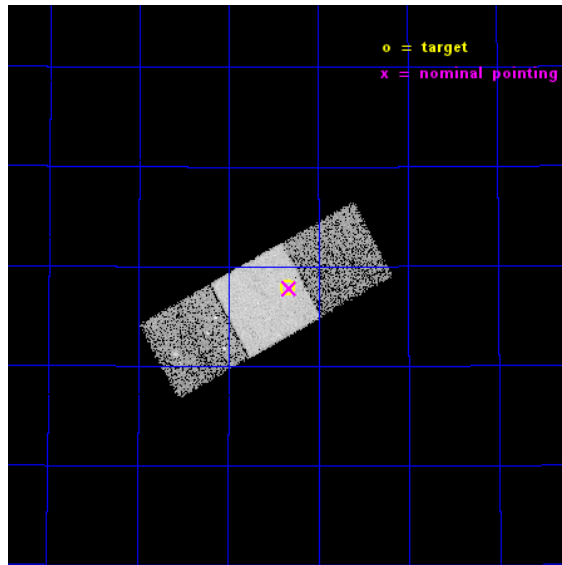 o = target
x = nominal pointing